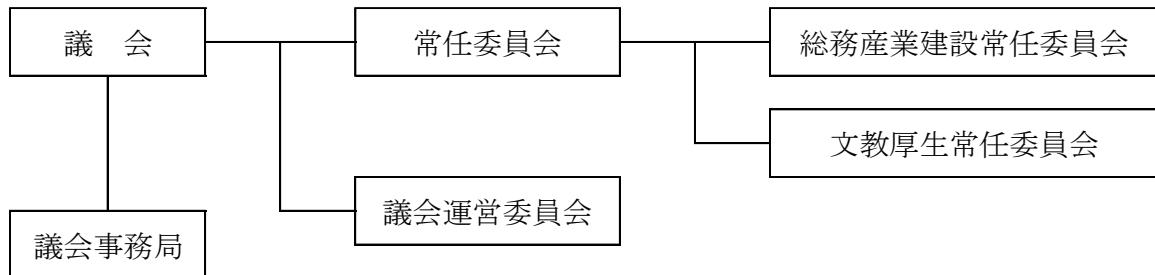 議　会
常任委員会
総務産業建設常任委員会
文教厚生常任委員会
議会運営委員会
議会事務局